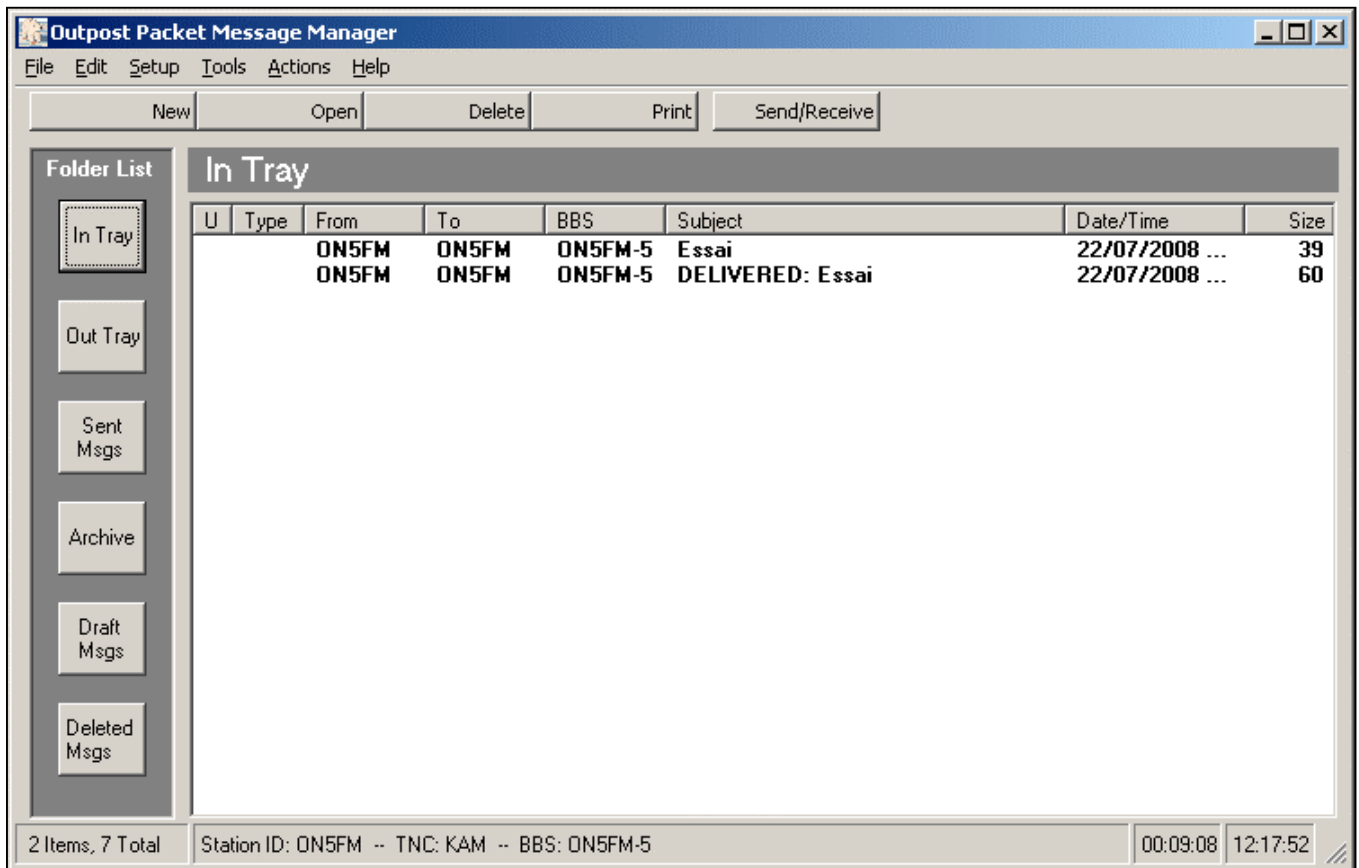 Outpost Packet Message Manager
File Edit Setup Tools Actions Help
New Open Delete Print Send/Receive
Folder List
In Tray
Out Tray
Sent
Msgs
Archive
Draft
Msgs
Deleted
Msgs
In Tray
U Type From To BBS Subject Date/Time Size
ON5FM ON5FM ON5FM-5 Essai 22/07/2008 ... 39
ON5FM ON5FM ON5FM-5 DELIVERED: Essai 22/07/2008 ... 60
2 Items, 7 Total Station ID: ON5FM -- TNC: KAM -- BBS: ON5FM-5 00:09:08 12:17:52